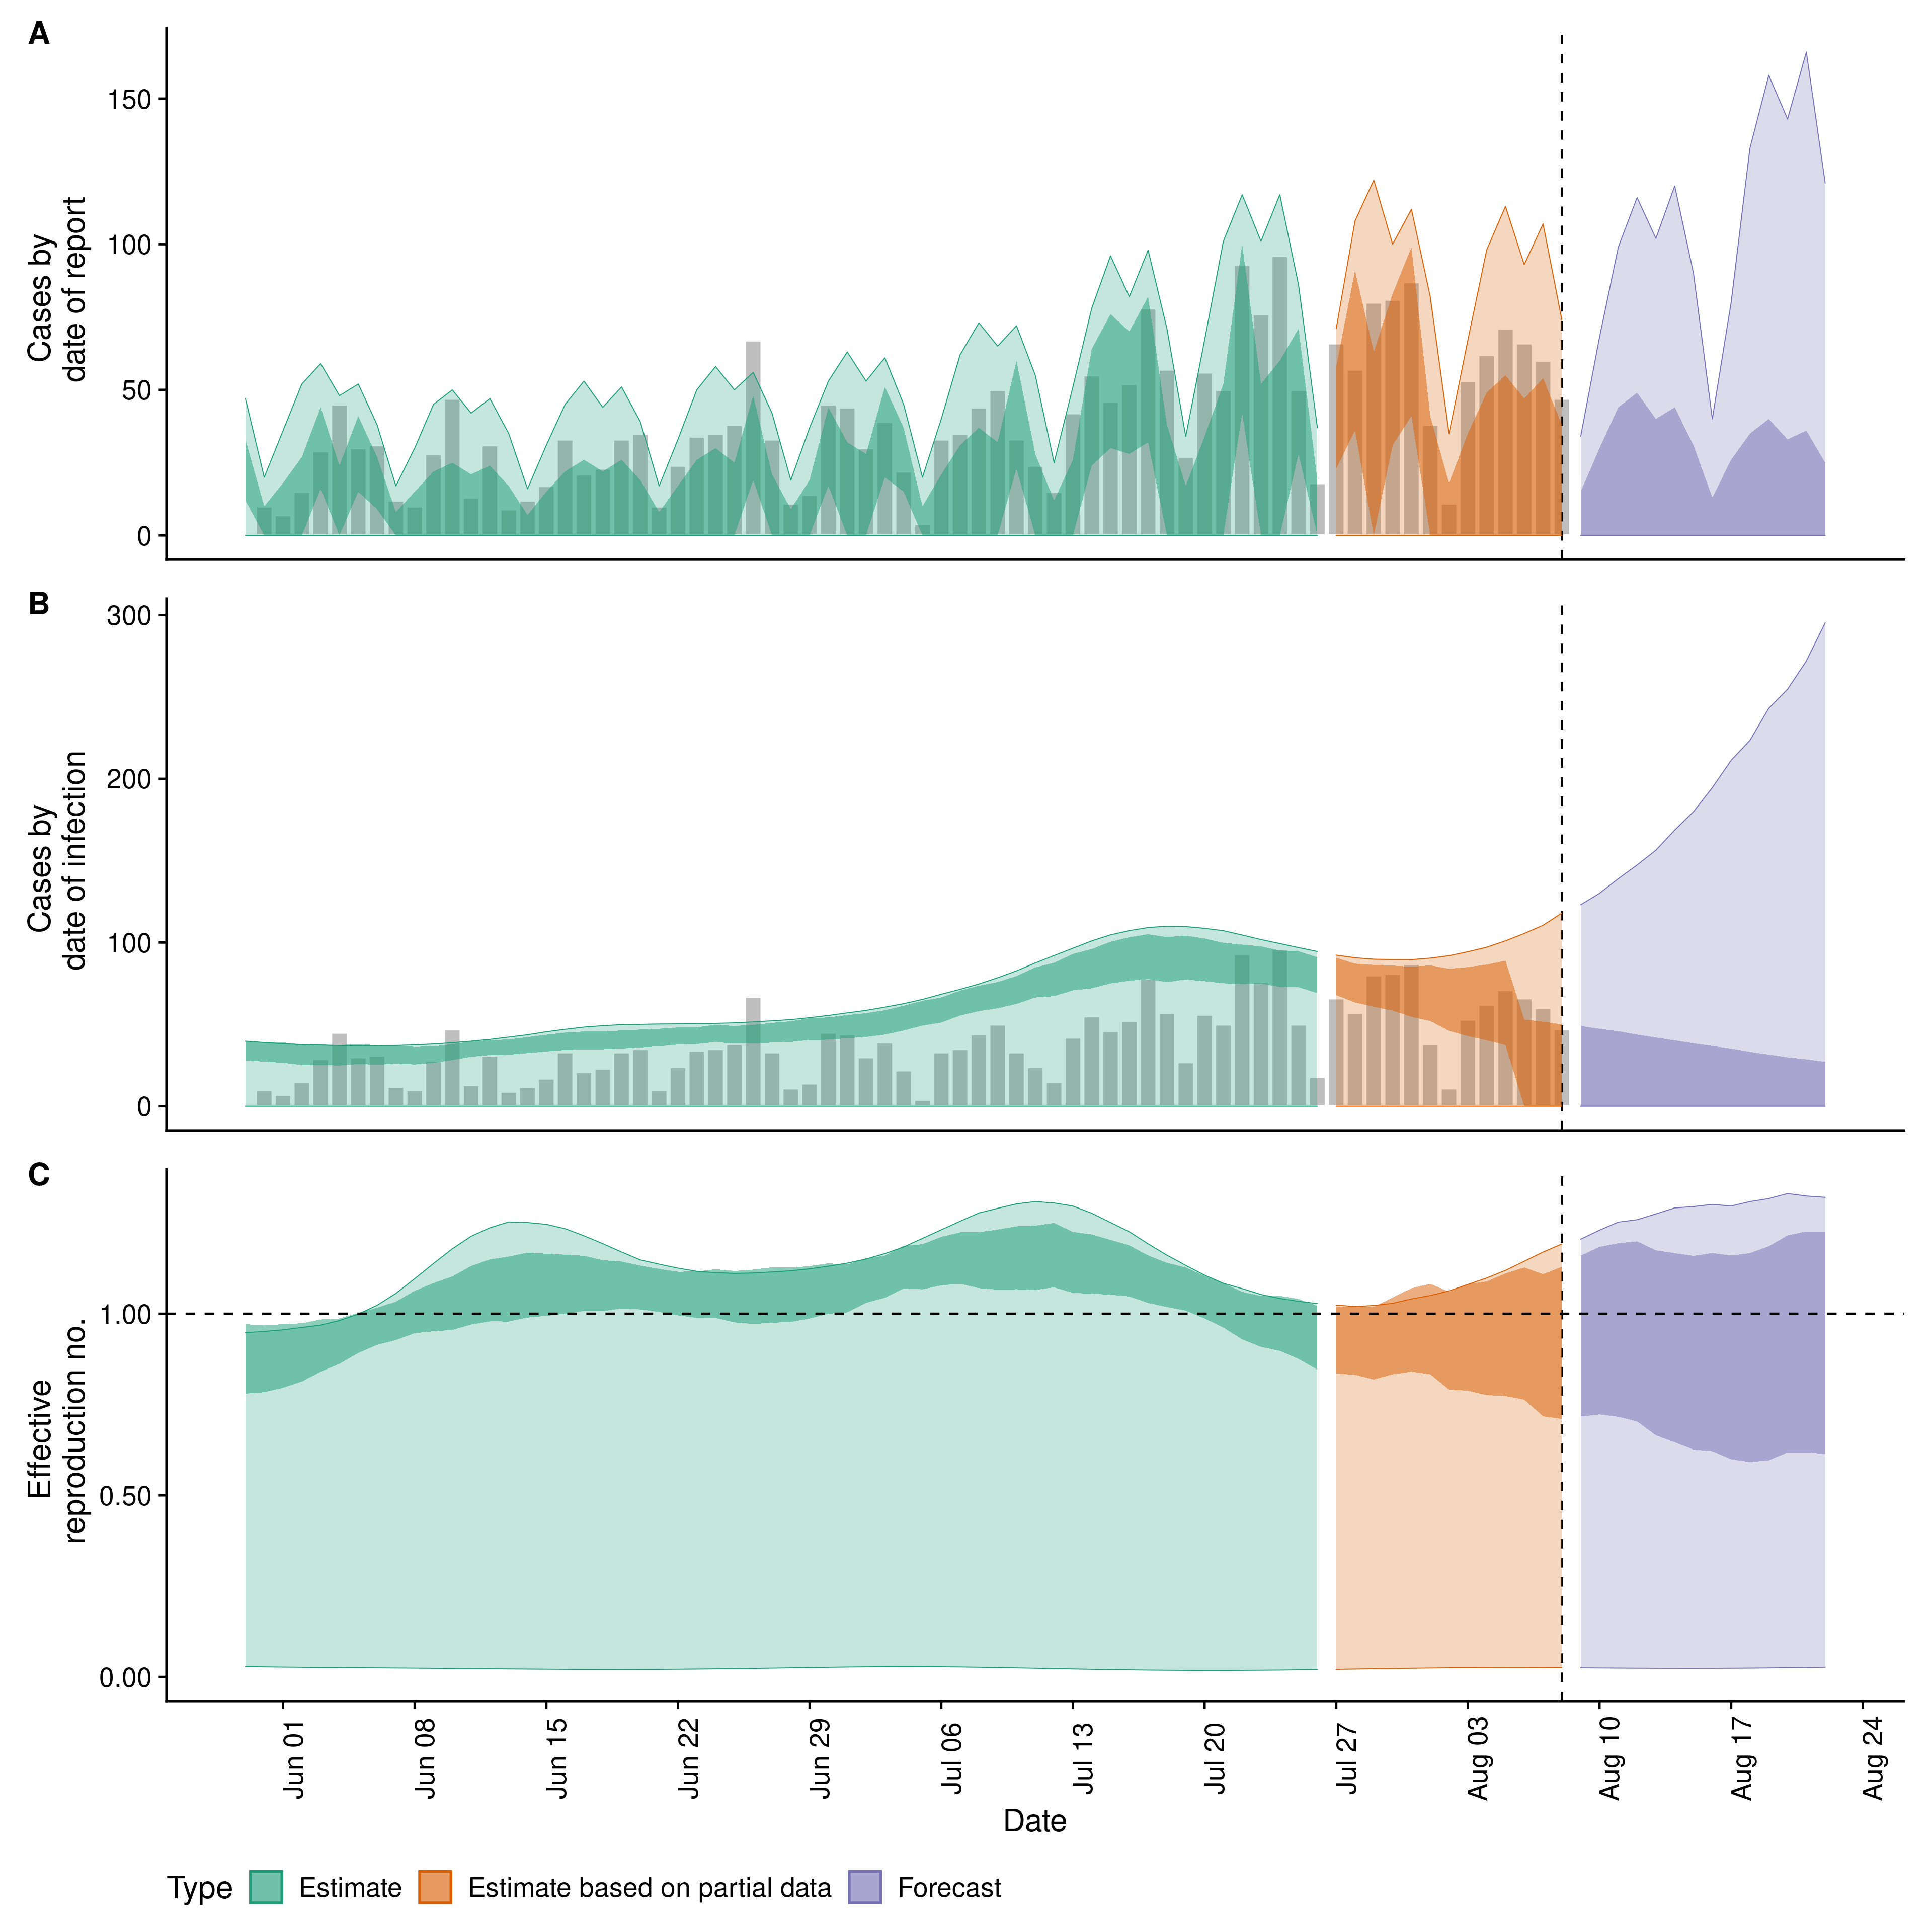 A
Cases by
date of report
150
100
50
0
B
Cases by
date of infection
300
200
100
0
C
Effective
reproduction no.
1.00
0.50
0.00
Jun 01
Jun 08
Jun 15
Jun 22
Jun 29
Jul 06
Jul 13
Jul 20
Jul 27
Aug 03
Aug 10
Aug 17
Aug 24
Date
Type Estimate Estimate based on partial data Forecast